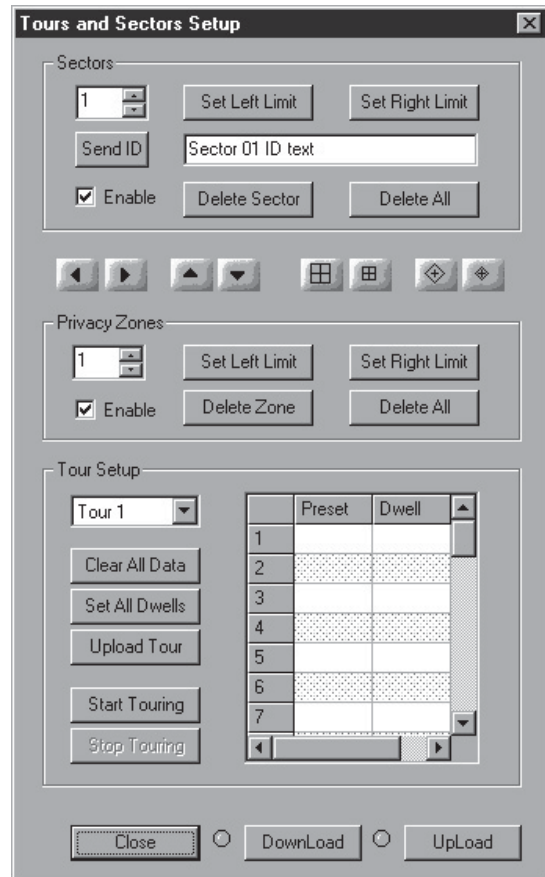 Tours and Sectors Setup
Sectors
1 Set Left Limit Set Right Limit
Send ID Sector 01 ID text
Enable Delete Sector Delete All
Privacy Zones
1 Set Left Limit Set Right Limit
Enable Delete Zone Delete All
Tour Setup
Tour 1
Preset Dwell
1
Clear All Data
2
Set All Dwells
3
Upload Tour
4
5
Start Touring
6
Stop Touring
7
Close DownLoad UpLoad